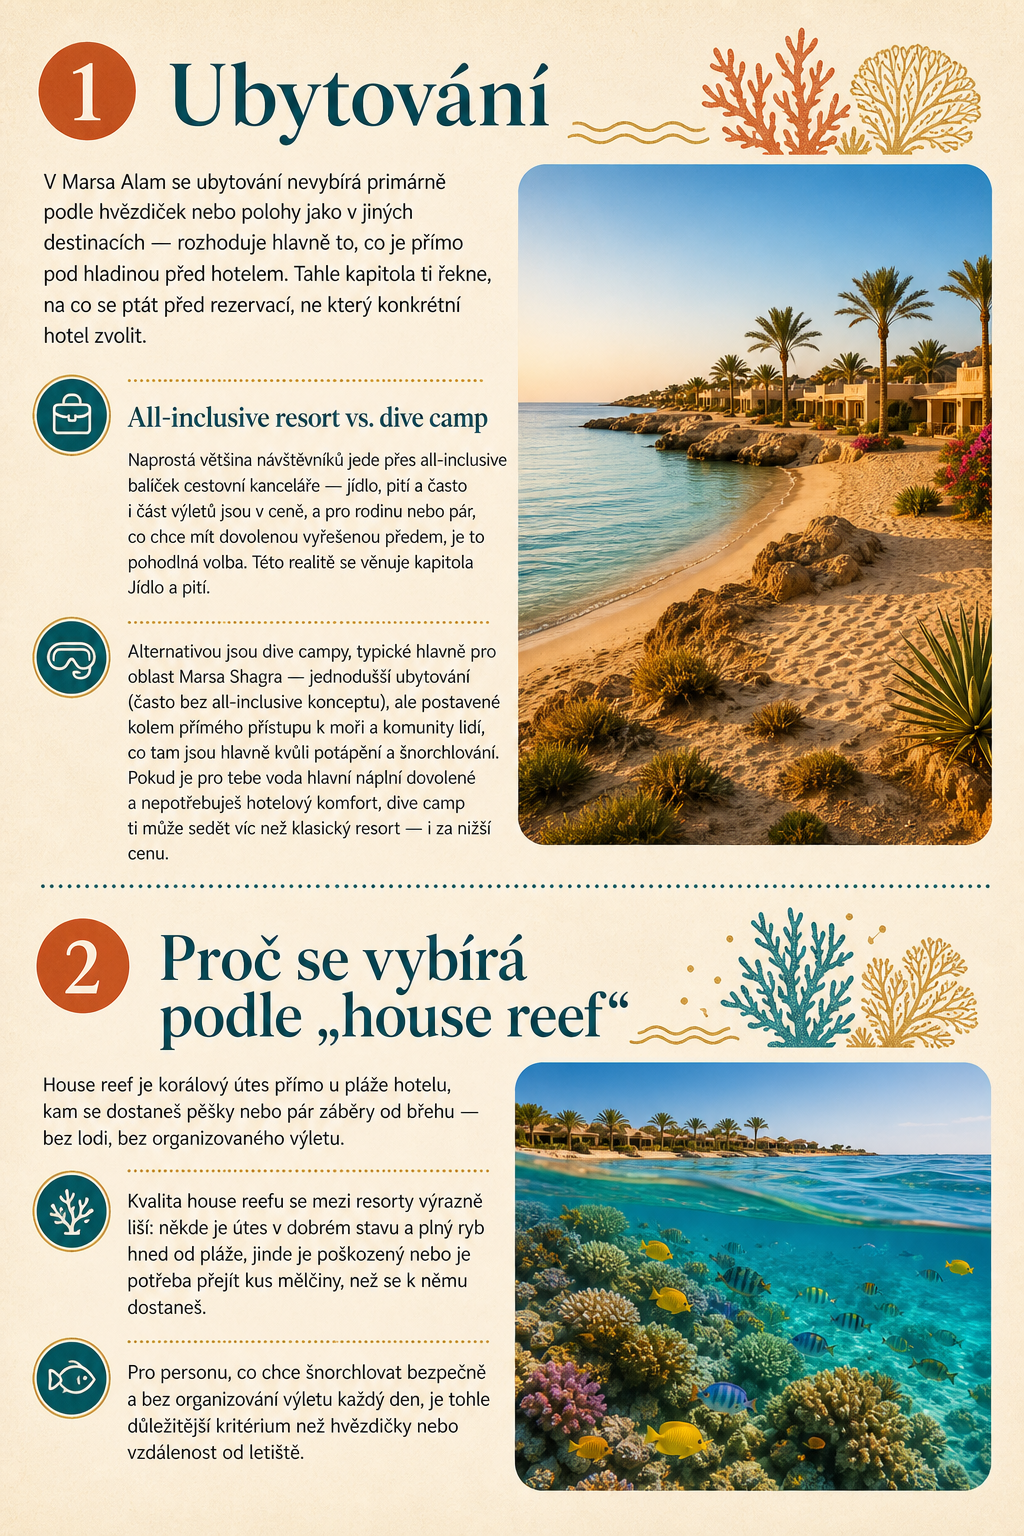 1
Ubytování
V Marsa Alam se ubytování nevybírá primárně
podle hvězdiček nebo polohy jako v jiných
destinacích — rozhoduje hlavně to, co je přímo
pod hladinou před hotelem. Tahle kapitola ti řekne,
na co se ptát před rezervací, ne který konkrétní
hotel zvolit.
All-inclusive resort vs. dive camp
Naprostá většina návštěvníků jede přes all-inclusive
balíček cestovní kanceláře — jídlo, pití a často
i část výletů jsou v ceně, a pro rodinu nebo pár,
co chce mít dovolenou vyřešenou předem, je to
pohodlná volba. Této realitě se věnuje kapitola
Jídlo a pití.
Alternativou jsou dive campy, typické hlavně pro
oblast Marsa Shagra — jednodušší ubytování
(často bez all-inclusive konceptu), ale postavené
kolem přímého přístupu k moři a komunity lidí,
co tam jsou hlavně kvůli potápění a šnorchlování.
Pokud je pro tebe voda hlavní náplní dovolené
a nepotřebuješ hotelový komfort, dive camp
ti může sedět víc než klasický resort — i za nižší
cenu.
2
Proč se vybírá
podle „house reef“
House reef je korálový útes přímo u pláže hotelu,
kam se dostaneš pěšky nebo pár záběry od břehu —
bez lodi, bez organizovaného výletu.
Kvalita house reefu se mezi resorty výrazně
liší: někde je útes v dobrém stavu a plný ryb
hned od pláže, jinde je poškozený nebo je
potřeba přejít kus mělčiny, než se k němu
dostaneš.
Pro personu, co chce šnorchlovat bezpečně
a bez organizování výletu každý den, je tohle
důležitější kritérium než hvězdičky nebo
vzdálenost od letiště.